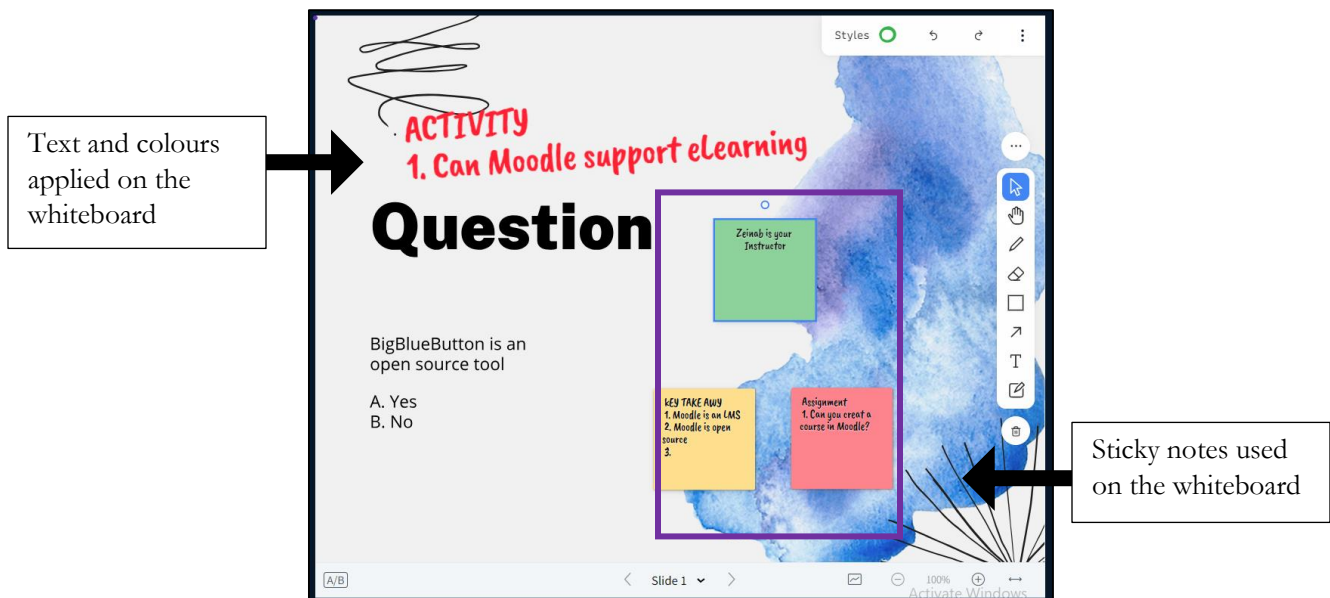 Styles
Text and colours
applied on the
whiteboard
ACTIVITY
1. Can Moodle support eLearning
Question
Zeinab is your
Instructor
BigBlueButton is an
open source tool
A. Yes
B. No
kEY TAKE AWY
1. Moodle is an LMS
2. Moodle is open
source
3.
Assignment
1. Can you creat a
course in Moodle?
T
Sticky notes used
on the whiteboard
A/B
Slide 1
100%
Activate Windows